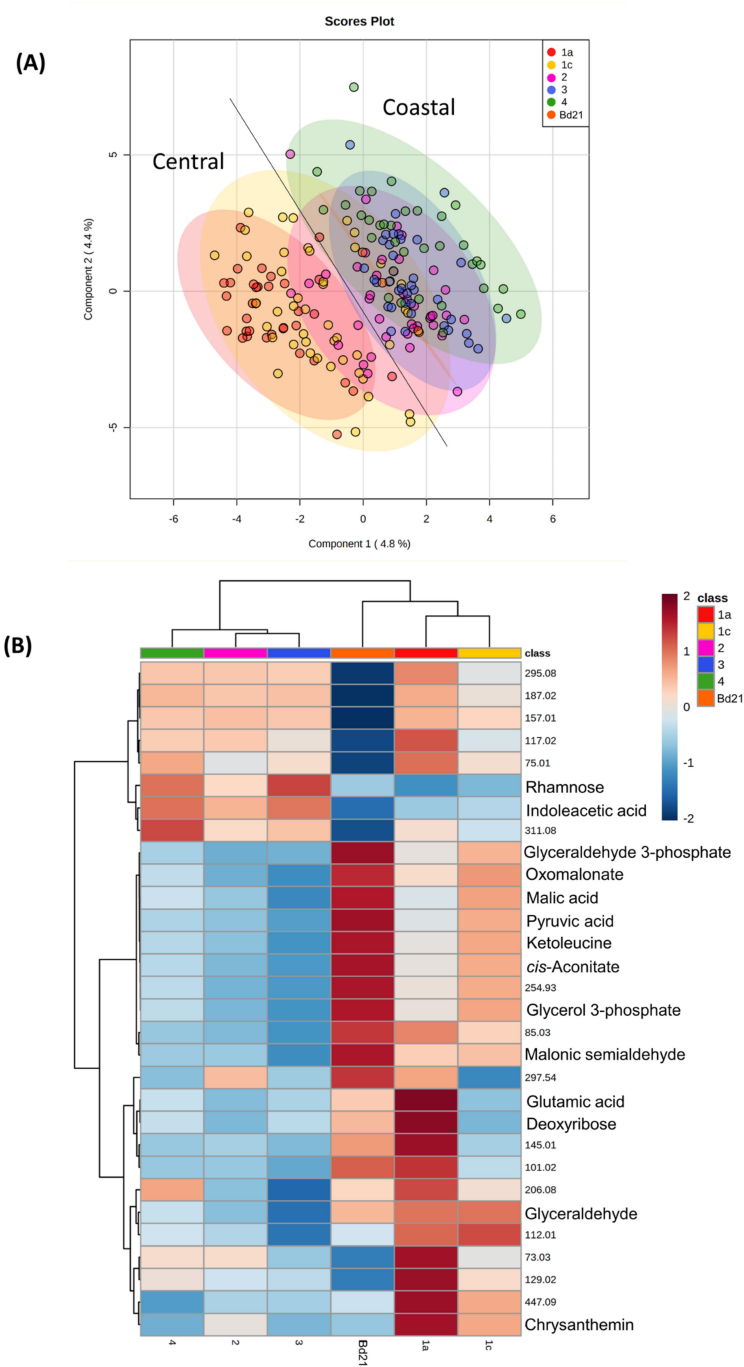 Scores Plot
(A)
1a
1c
2
3
4
Bd21
Coastal
Central
Component 2 ( 4.4 %)
5
0
-5
-6
-4
-2
0
2
4
6
Component 1 ( 4.8 %)
(B)
class
2
1
0
-1
-2
class
1a
1c
2
3
4
Bd21
295.08
187.02
157.01
117.02
75.01
Rhamnose
Indoleacetic acid
311.08
Glyceraldehyde 3-phosphate
Oxomalonate
Malic acid
Pyruvic acid
Ketoleucine
cis-Aconitate
254.93
Glycerol 3-phosphate
85.03
Malonic semialdehyde
297.54
Glutamic acid
Deoxyribose
145.01
101.02
206.08
Glyceraldehyde
112.01
73.03
129.02
447.09
Chrysanthemin
4
2
3
Bd21
1a
1c